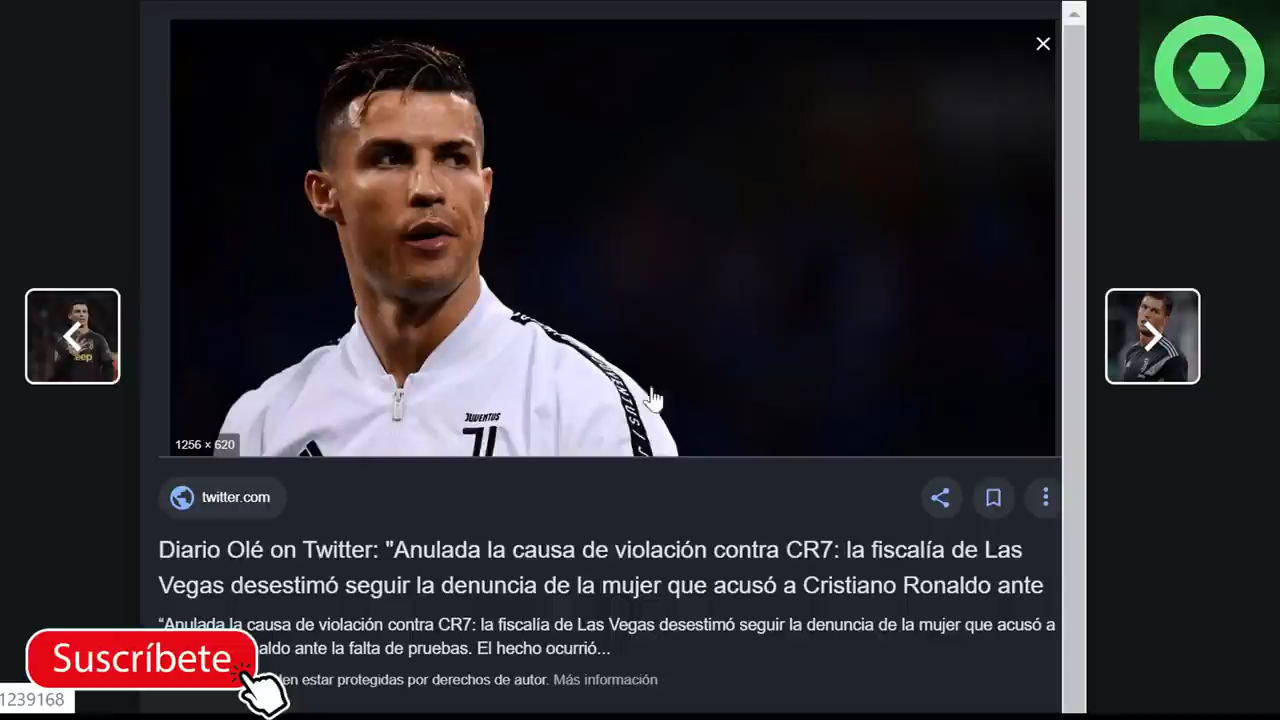 Jeep
JUVENTUS
JUVENTUS /
1256 × 620
twitter.com
Diario Olé on Twitter: "Anulada la causa de violación contra CR7: la fiscalía de Las
Vegas desestimó seguir la denuncia de la mujer que acusó a Cristiano Ronaldo ante
“Anulada la causa de violación contra CR7: la fiscalía de Las Vegas desestimó seguir la denuncia de la mujer que acusó a
aldo ante la falta de pruebas. El hecho ocurrió...
Suscríbete
den estar protegidas por derechos de autor. Más información
1239168